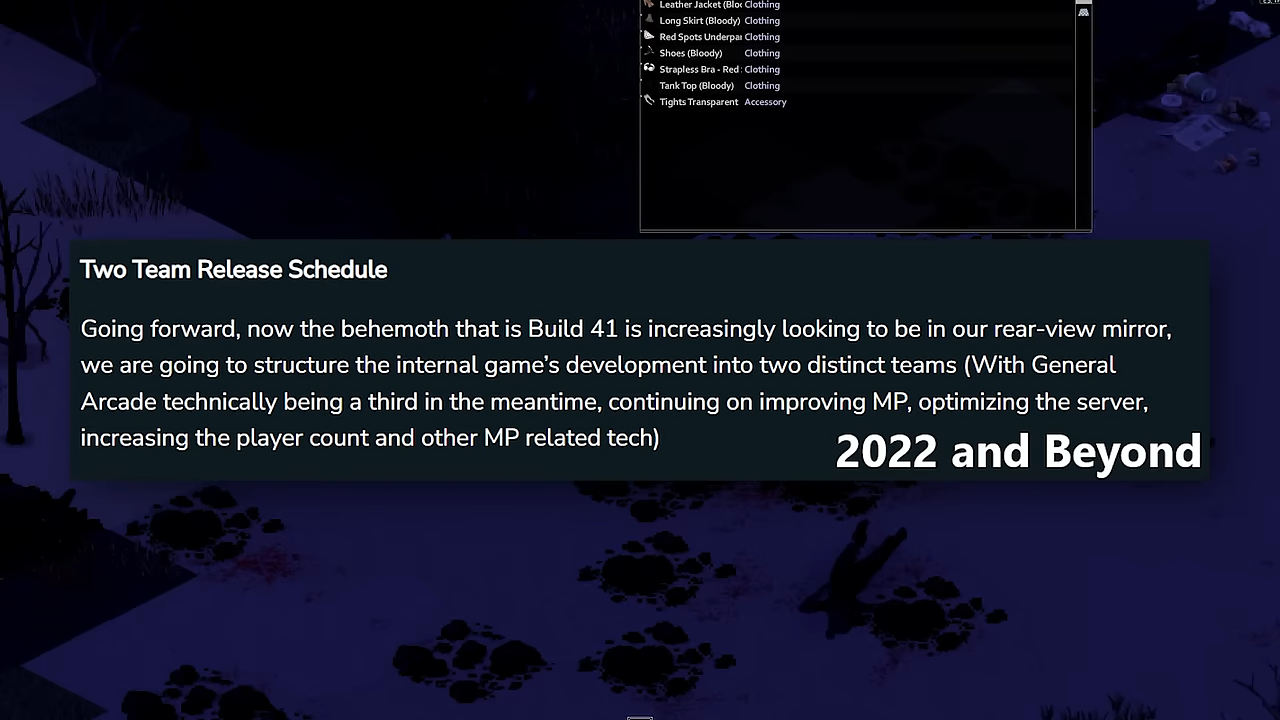 Leather Jacket (Bloo Clothing
Long Skirt (Bloody) Clothing
Red Spots Underpa Clothing
Shoes (Bloody) Clothing
Strapless Bra - Red Clothing
Tank Top (Bloody) Clothing
Tights Transparent Accessory
Two Team Release Schedule
Going forward, now the behemoth that is Build 41 is increasingly looking to be in our rear-view mirror,
we are going to structure the internal game's development into two distinct teams (With General
Arcade technically being a third in the meantime, continuing on improving MP, optimizing the server,
increasing the player count and other MP related tech)
2022 and Beyond